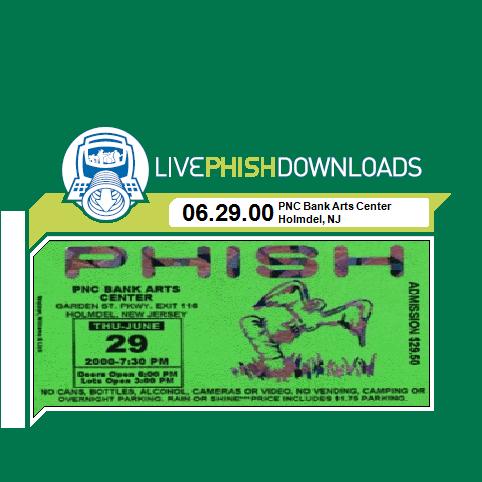 LIVEPHISHDOWNLOADS
06.29.00
PNC Bank Arts Center
Holmdel, NJ
PHISH
PNC BANK ARTS
CENTER
GARDEN ST. PKWY. EXIT 116
HOLMDEL, NEW JERSEY
THU-JUNE
29
2000-7:30 PM
Doors Open 6:00 PM
Lots Open 3:00 PM
ADMISSION $29.50
NO CANS, BOTTLES, ALCOHOL, CAMERAS OR VIDEO, NO VENDING, CAMPING OR
OVERNIGHT PARKING. RAIN OR SHINE***PRICE INCLUDES $1.75 PARKING.